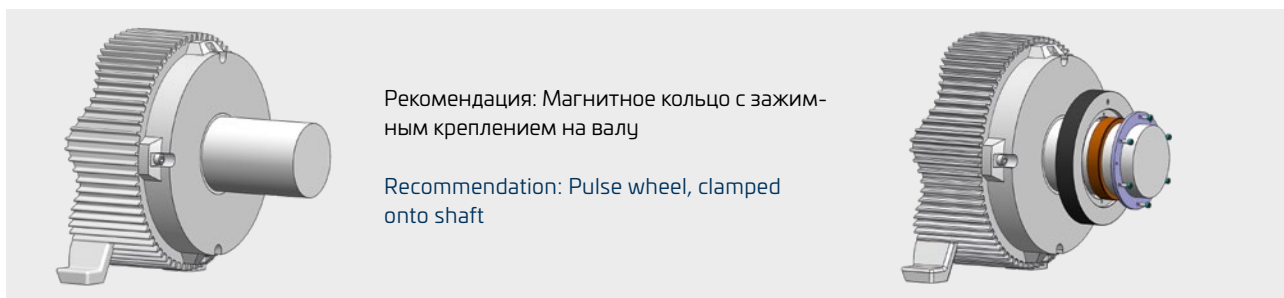 Рекомендация: Магнитное кольцо с зажим-
ным креплением на валу
Recommendation: Pulse wheel, clamped
onto shaft